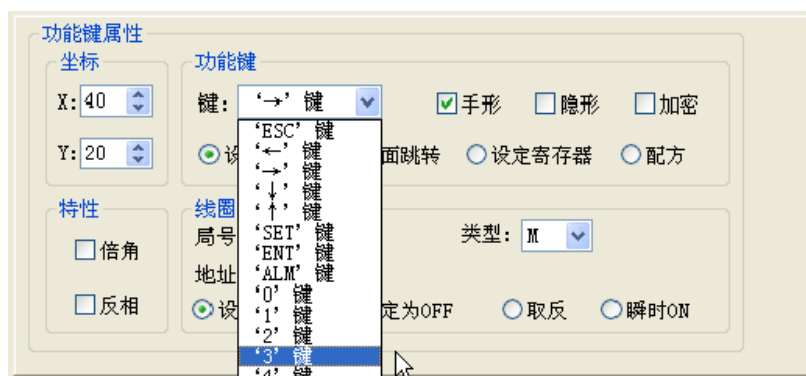 功能键属性
坐标
功能键
X: 40
键: ‘→’ 键
手形
隐形
加密
‘ESC’ 键
‘←’ 键
‘→’ 键
‘↓’ 键
‘↑’ 键
‘SET’ 键
‘ENT’ 键
‘ALM’ 键
‘0’ 键
‘1’ 键
‘2’ 键
‘3’ 键
‘4’ 键
Y: 20
设
面跳转
设定寄存器
配方
特性
线圈
倍角
局号
类型: M
地址
反相
设
定为OFF
取反
瞬时ON